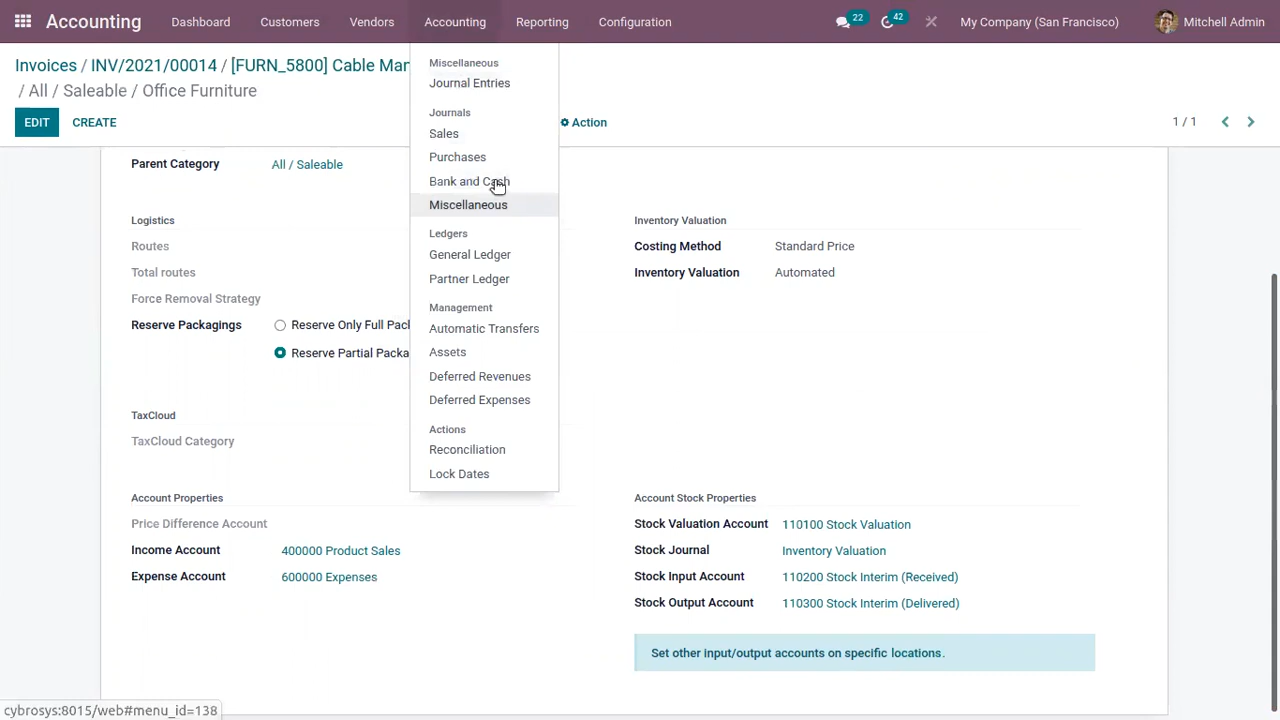 Accounting
Dashboard
Customers
Vendors
Accounting
Reporting
Configuration
22
42
My Company (San Francisco)
Mitchell Admin
Invoices / INV/2021/00014 / [FURN_5800] Cable Man
/ All / Saleable / Office Furniture
EDIT
CREATE
Action
1 / 1
Miscellaneous
Journal Entries
Journals
Sales
Purchases
Bank and Cash
Miscellaneous
Ledgers
General Ledger
Partner Ledger
Management
Automatic Transfers
Assets
Deferred Revenues
Deferred Expenses
Actions
Reconciliation
Lock Dates
Parent Category
All / Saleable
Logistics
Routes
Total routes
Force Removal Strategy
Reserve Packagings
Reserve Only Full Pack
Reserve Partial Packa
Inventory Valuation
Costing Method
Standard Price
Inventory Valuation
Automated
TaxCloud
TaxCloud Category
Account Properties
Price Difference Account
Income Account
400000 Product Sales
Expense Account
600000 Expenses
Account Stock Properties
Stock Valuation Account
110100 Stock Valuation
Stock Journal
Inventory Valuation
Stock Input Account
110200 Stock Interim (Received)
Stock Output Account
110300 Stock Interim (Delivered)
Set other input/output accounts on specific locations.
cybrosys:8015/web#menu_id=138